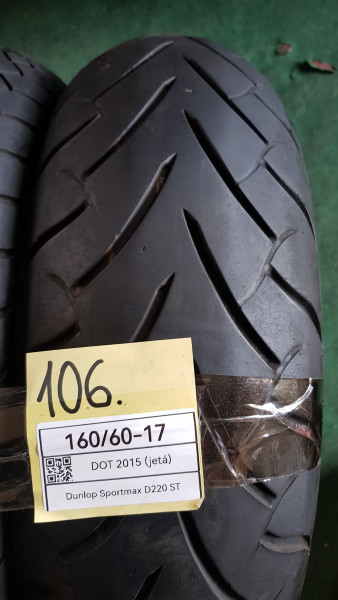 106.
160/60-17
DOT 2015 (jetá)
Dunlop Sportmax D220 ST